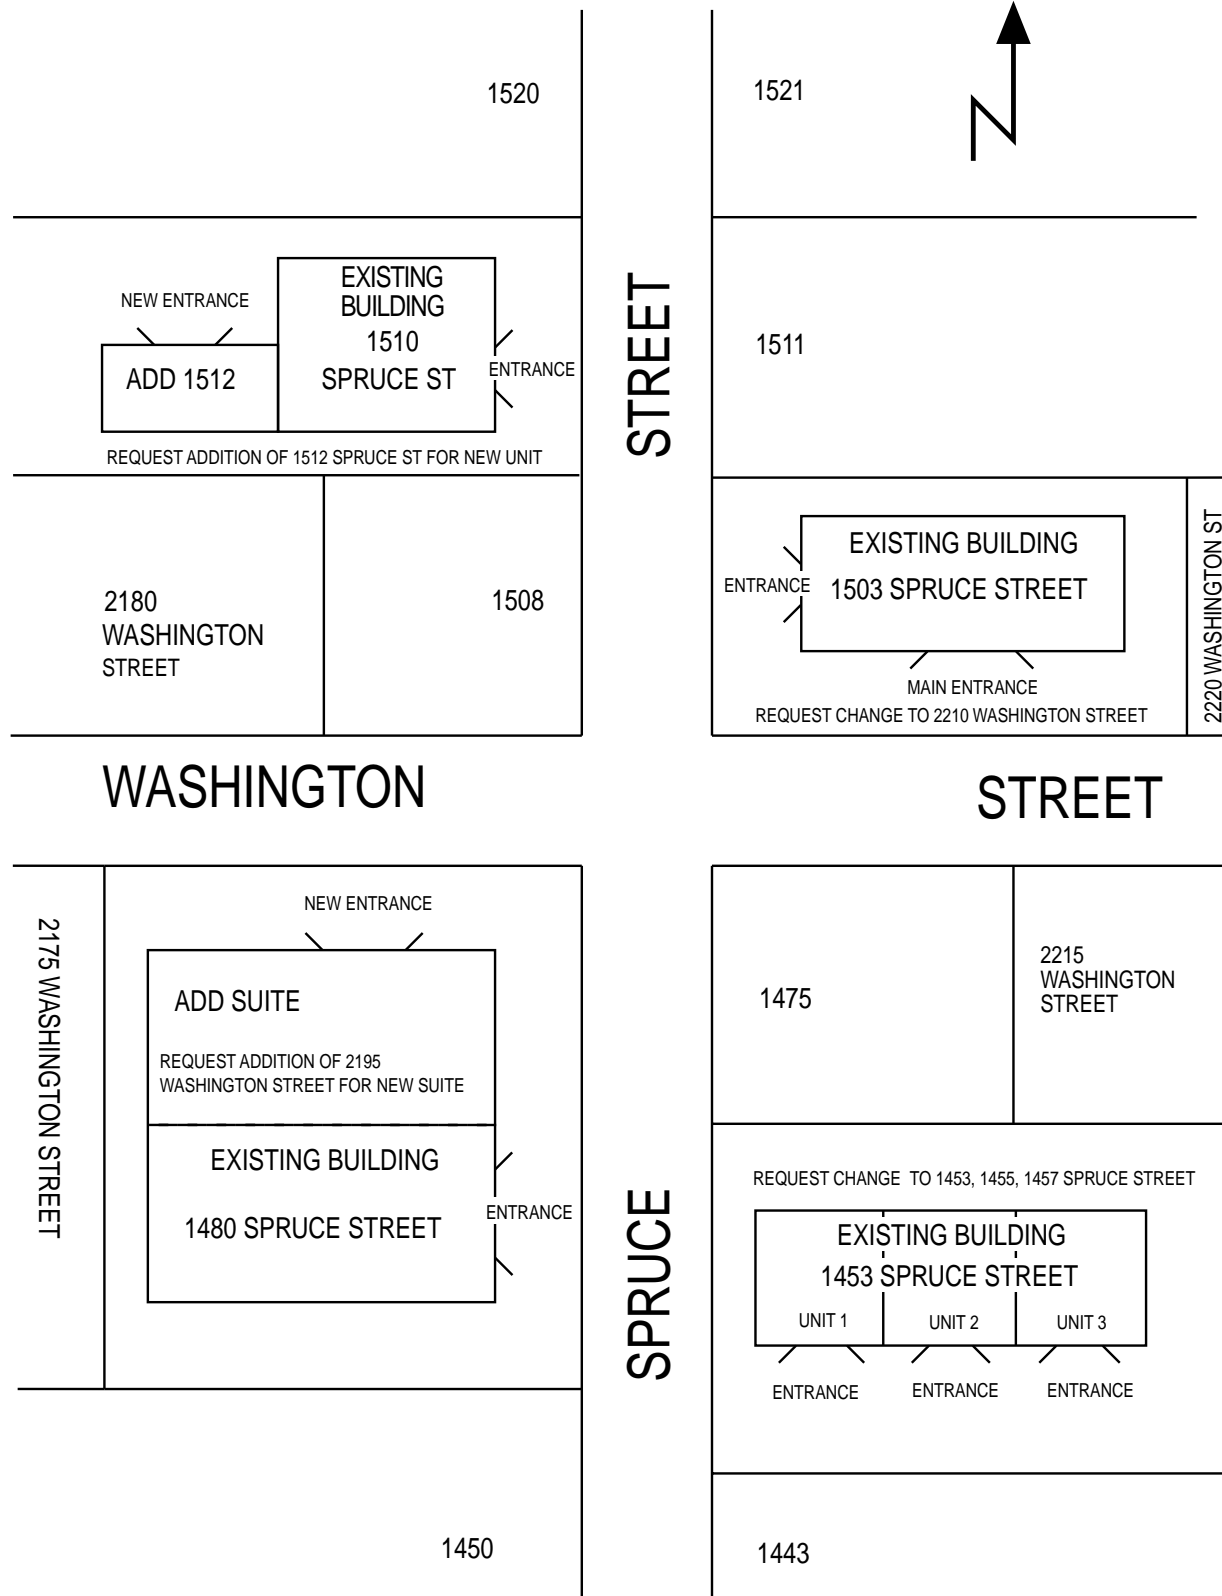 1520
1521
N
NEW ENTRANCE
EXISTING
BUILDING
1510
SPRUCE ST
ENTRANCE
ADD 1512
REQUEST ADDITION OF 1512 SPRUCE ST FOR NEW UNIT
STREET
1511
2180
WASHINGTON
STREET
1508
EXISTING BUILDING
1503 SPRUCE STREET
ENTRANCE
MAIN ENTRANCE
REQUEST CHANGE TO 2210 WASHINGTON STREET
2220 WASHINGTON ST
WASHINGTON
STREET
2175 WASHINGTON STREET
NEW ENTRANCE
ADD SUITE
REQUEST ADDITION OF 2195
WASHINGTON STREET FOR NEW SUITE
EXISTING BUILDING
1480 SPRUCE STREET
ENTRANCE
SPRUCE
1475
2215
WASHINGTON
STREET
REQUEST CHANGE TO 1453, 1455, 1457 SPRUCE STREET
EXISTING BUILDING
1453 SPRUCE STREET
UNIT 1
UNIT 2
UNIT 3
ENTRANCE
ENTRANCE
ENTRANCE
1450
1443